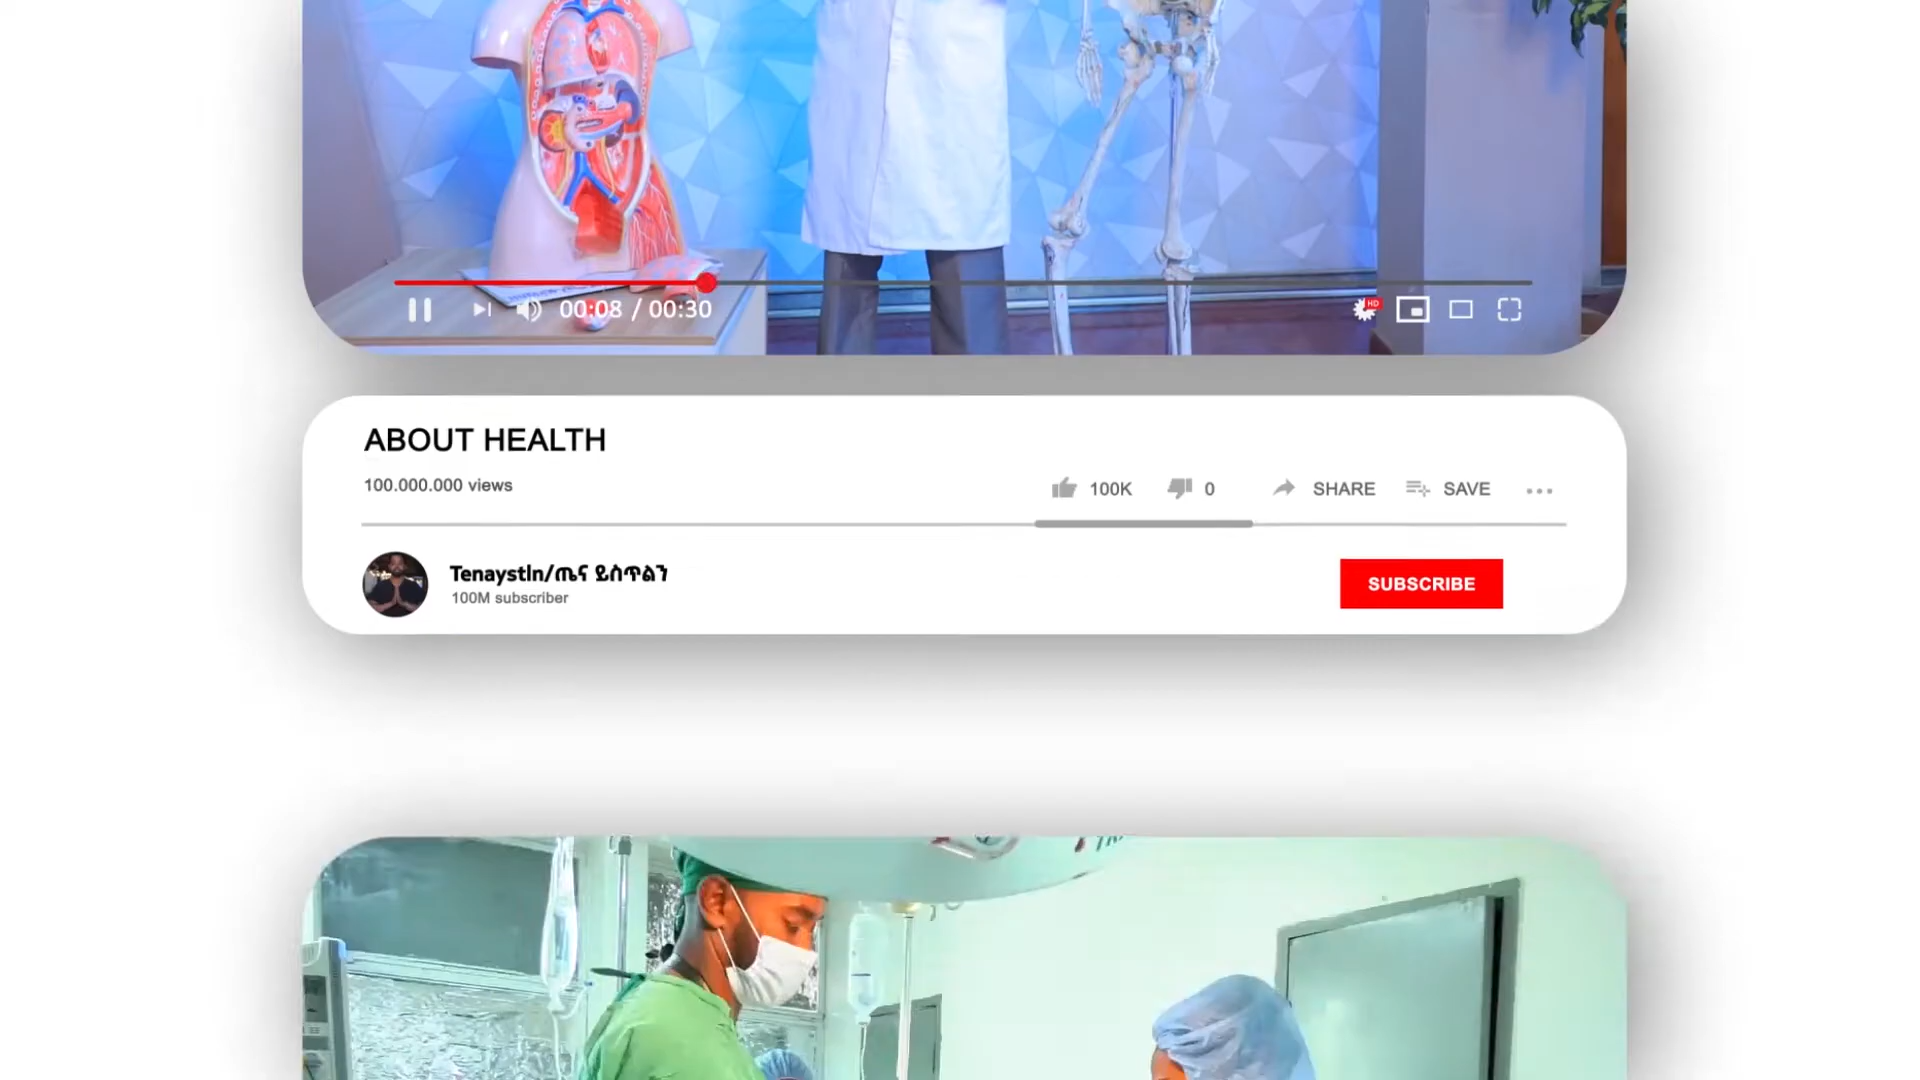 00:08 / 00:30
HD
ABOUT HEALTH
100.000.000 views
100K
0
SHARE
SAVE
Tenaystln/ጤና ይስጥልን
100M subscriber
SUBSCRIBE